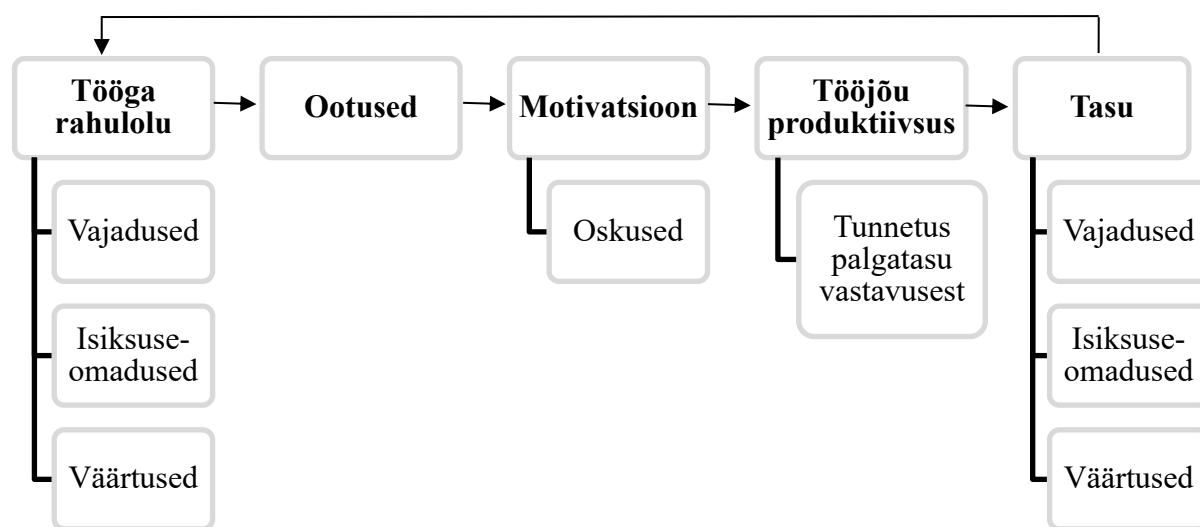 Tööga
rahulolu
Ootused
Motivatsioon
Tööjõu
produktiivsus
Tasu
Vajadused
Isiksuse-
omadused
Väärtused
Oskused
Tunnetus
palgatasu
vastavusest
Vajadused
Isiksuse-
omadused
Väärtused